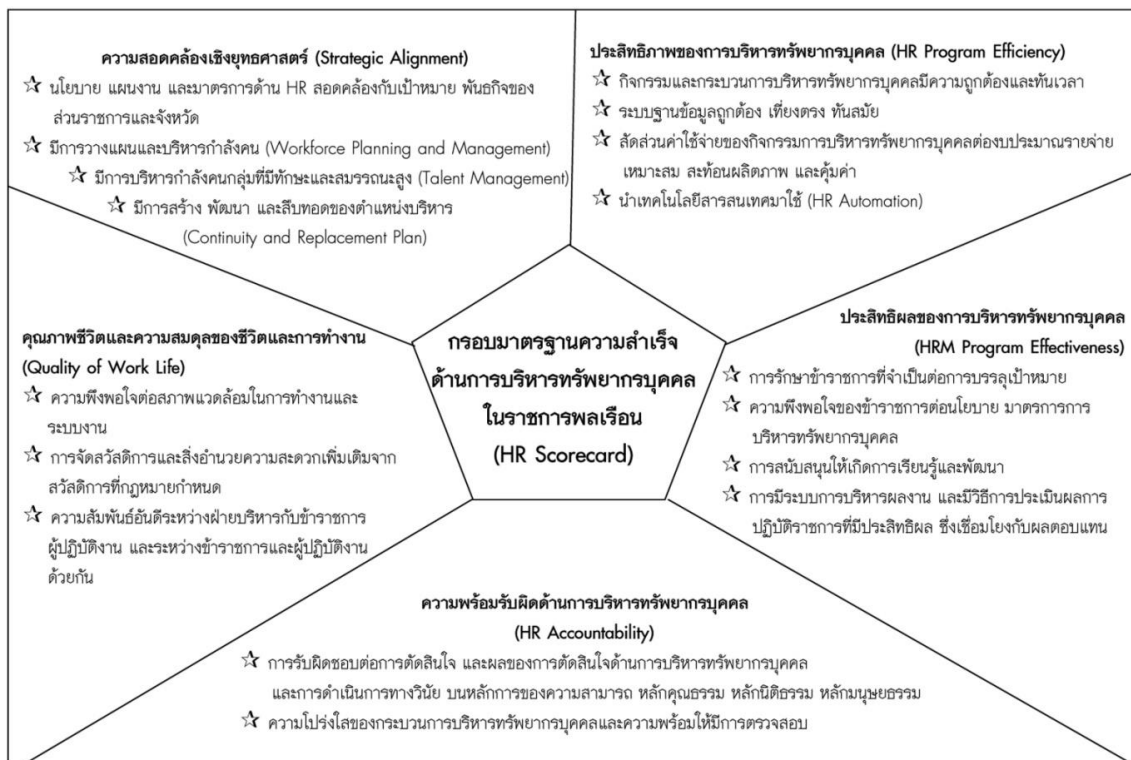 ความสอดคล้องเชิงยุทธศาสตร์ (Strategic Alignment)
☆ นโยบาย แผนงาน และมาตรการด้าน HR สอดคล้องกับเป้าหมาย พันธกิจของ
ส่วนราชการและจังหวัด
☆ มีการวางแผนและบริหารกำลังคน (Workforce Planning and Management)
☆ มีการบริหารกำลังคนกลุ่มที่มีทักษะและสมรรถนะสูง (Talent Management)
☆ มีการสร้าง พัฒนา และสืบทอดของตำแหน่งบริหาร
(Continuity and Replacement Plan)
ประสิทธิภาพของการบริหารทรัพยากรบุคคล (HR Program Efficiency)
☆ กิจกรรมและกระบวนการบริหารทรัพยากรบุคคลมีความถูกต้องและทันเวลา
☆ ระบบฐานข้อมูลถูกต้อง เที่ยงตรง ทันสมัย
☆ สัดส่วนค่าใช้จ่ายของกิจกรรมการบริหารทรัพยากรบุคคลต่องบประมาณรายจ่าย
เหมาะสม สะท้อนผลิตภาพ และคุ้มค่า
☆ นำเทคโนโลยีสารสนเทศมาใช้ (HR Automation)
คุณภาพชีวิตและความสมดุลของชีวิตและการทำงาน
(Quality of Work Life)
☆ ความพึงพอใจต่อสภาพแวดล้อมในการทำงานและ
ระบบงาน
☆ การจัดสวัสดิการและสิ่งอำนวยความสะดวกเพิ่มเติมจาก
สวัสดิการที่กฎหมายกำหนด
☆ ความสัมพันธ์อันดีระหว่างฝ่ายบริหารกับข้าราชการ
ผู้ปฏิบัติงาน และระหว่างข้าราชการและผู้ปฏิบัติงาน
ด้วยกัน
กรอบมาตรฐานความสำเร็จ
ด้านการบริหารทรัพยากรบุคคล
ในราชการพลเรือน
(HR Scorecard)
ประสิทธิผลของการบริหารทรัพยากรบุคคล
(HRM Program Effectiveness)
☆ การรักษาข้าราชการที่จำเป็นต่อการบรรลุเป้าหมาย
☆ ความพึงพอใจของข้าราชการต่อนโยบาย มาตรการการ
บริหารทรัพยากรบุคคล
☆ การสนับสนุนให้เกิดการเรียนรู้และพัฒนา
☆ การมีระบบการบริหารผลงาน และมีวิธีการประเมินผลการ
ปฏิบัติราชการที่มีประสิทธิผล ซึ่งเชื่อมโยงกับผลตอบแทน
ความพร้อมรับผิดด้านการบริหารทรัพยากรบุคคล
(HR Accountability)
☆ การรับผิดชอบต่อการตัดสินใจ และผลของการตัดสินใจด้านการบริหารทรัพยากรบุคคล
และการดำเนินการทางวินัย บนหลักการของความสามารถ หลักคุณธรรม หลักนิติธรรม หลักมนุษยธรรม
☆ ความโปร่งใสของกระบวนการบริหารทรัพยากรบุคคลและความพร้อมให้มีการตรวจสอบ